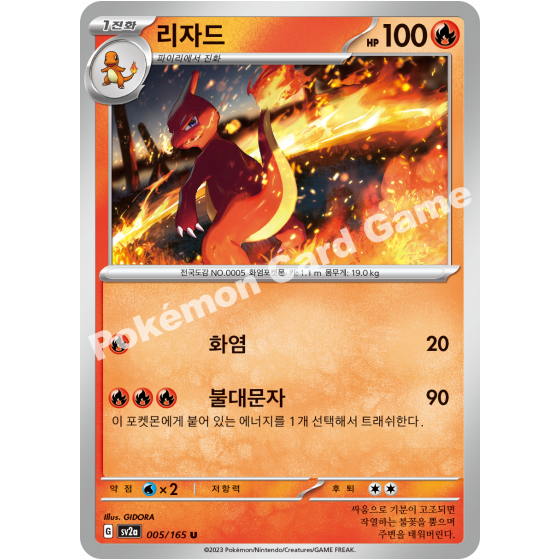 1진화
리자드
HP 100
파이리에서 진화
전국도감 NO.0005 화염포켓몬 키: 1.1 m 몸무게: 19.0 kg
Pokémon Card Game
화염 20
불대문자 90
이 포켓몬에게 붙어 있는 에너지를 1개 선택해서 트래쉬한다.
약점 ×2 저항력 후퇴
Illus. GIDORA
G sv2a 005/165 U
싸움으로 기분이 고조되면
작열하는 불꽃을 뿜으며
주변을 태워버린다.
©2023 Pokémon/Nintendo/Creatures/GAME FREAK.